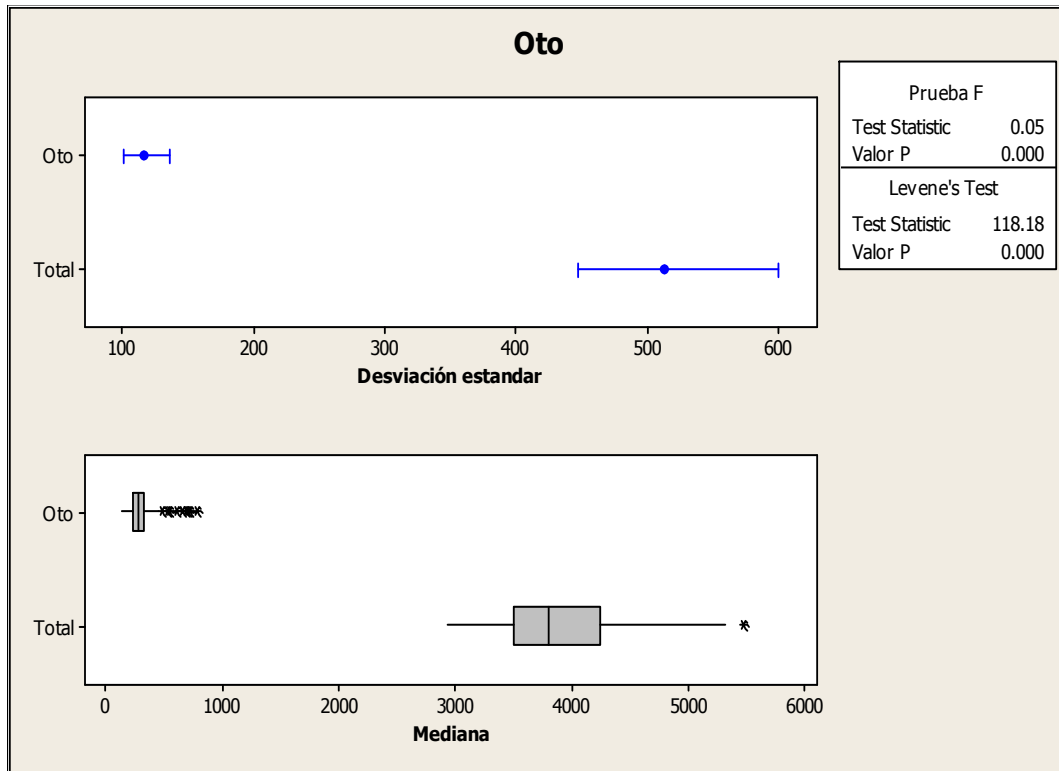 Oto
Prueba F
Test Statistic 0.05
Valor P 0.000
Levene's Test
Test Statistic 118.18
Valor P 0.000
Oto
Total
100 200 300 400 500 600
Desviación estandar
Oto
Total
0 1000 2000 3000 4000 5000 6000
Mediana